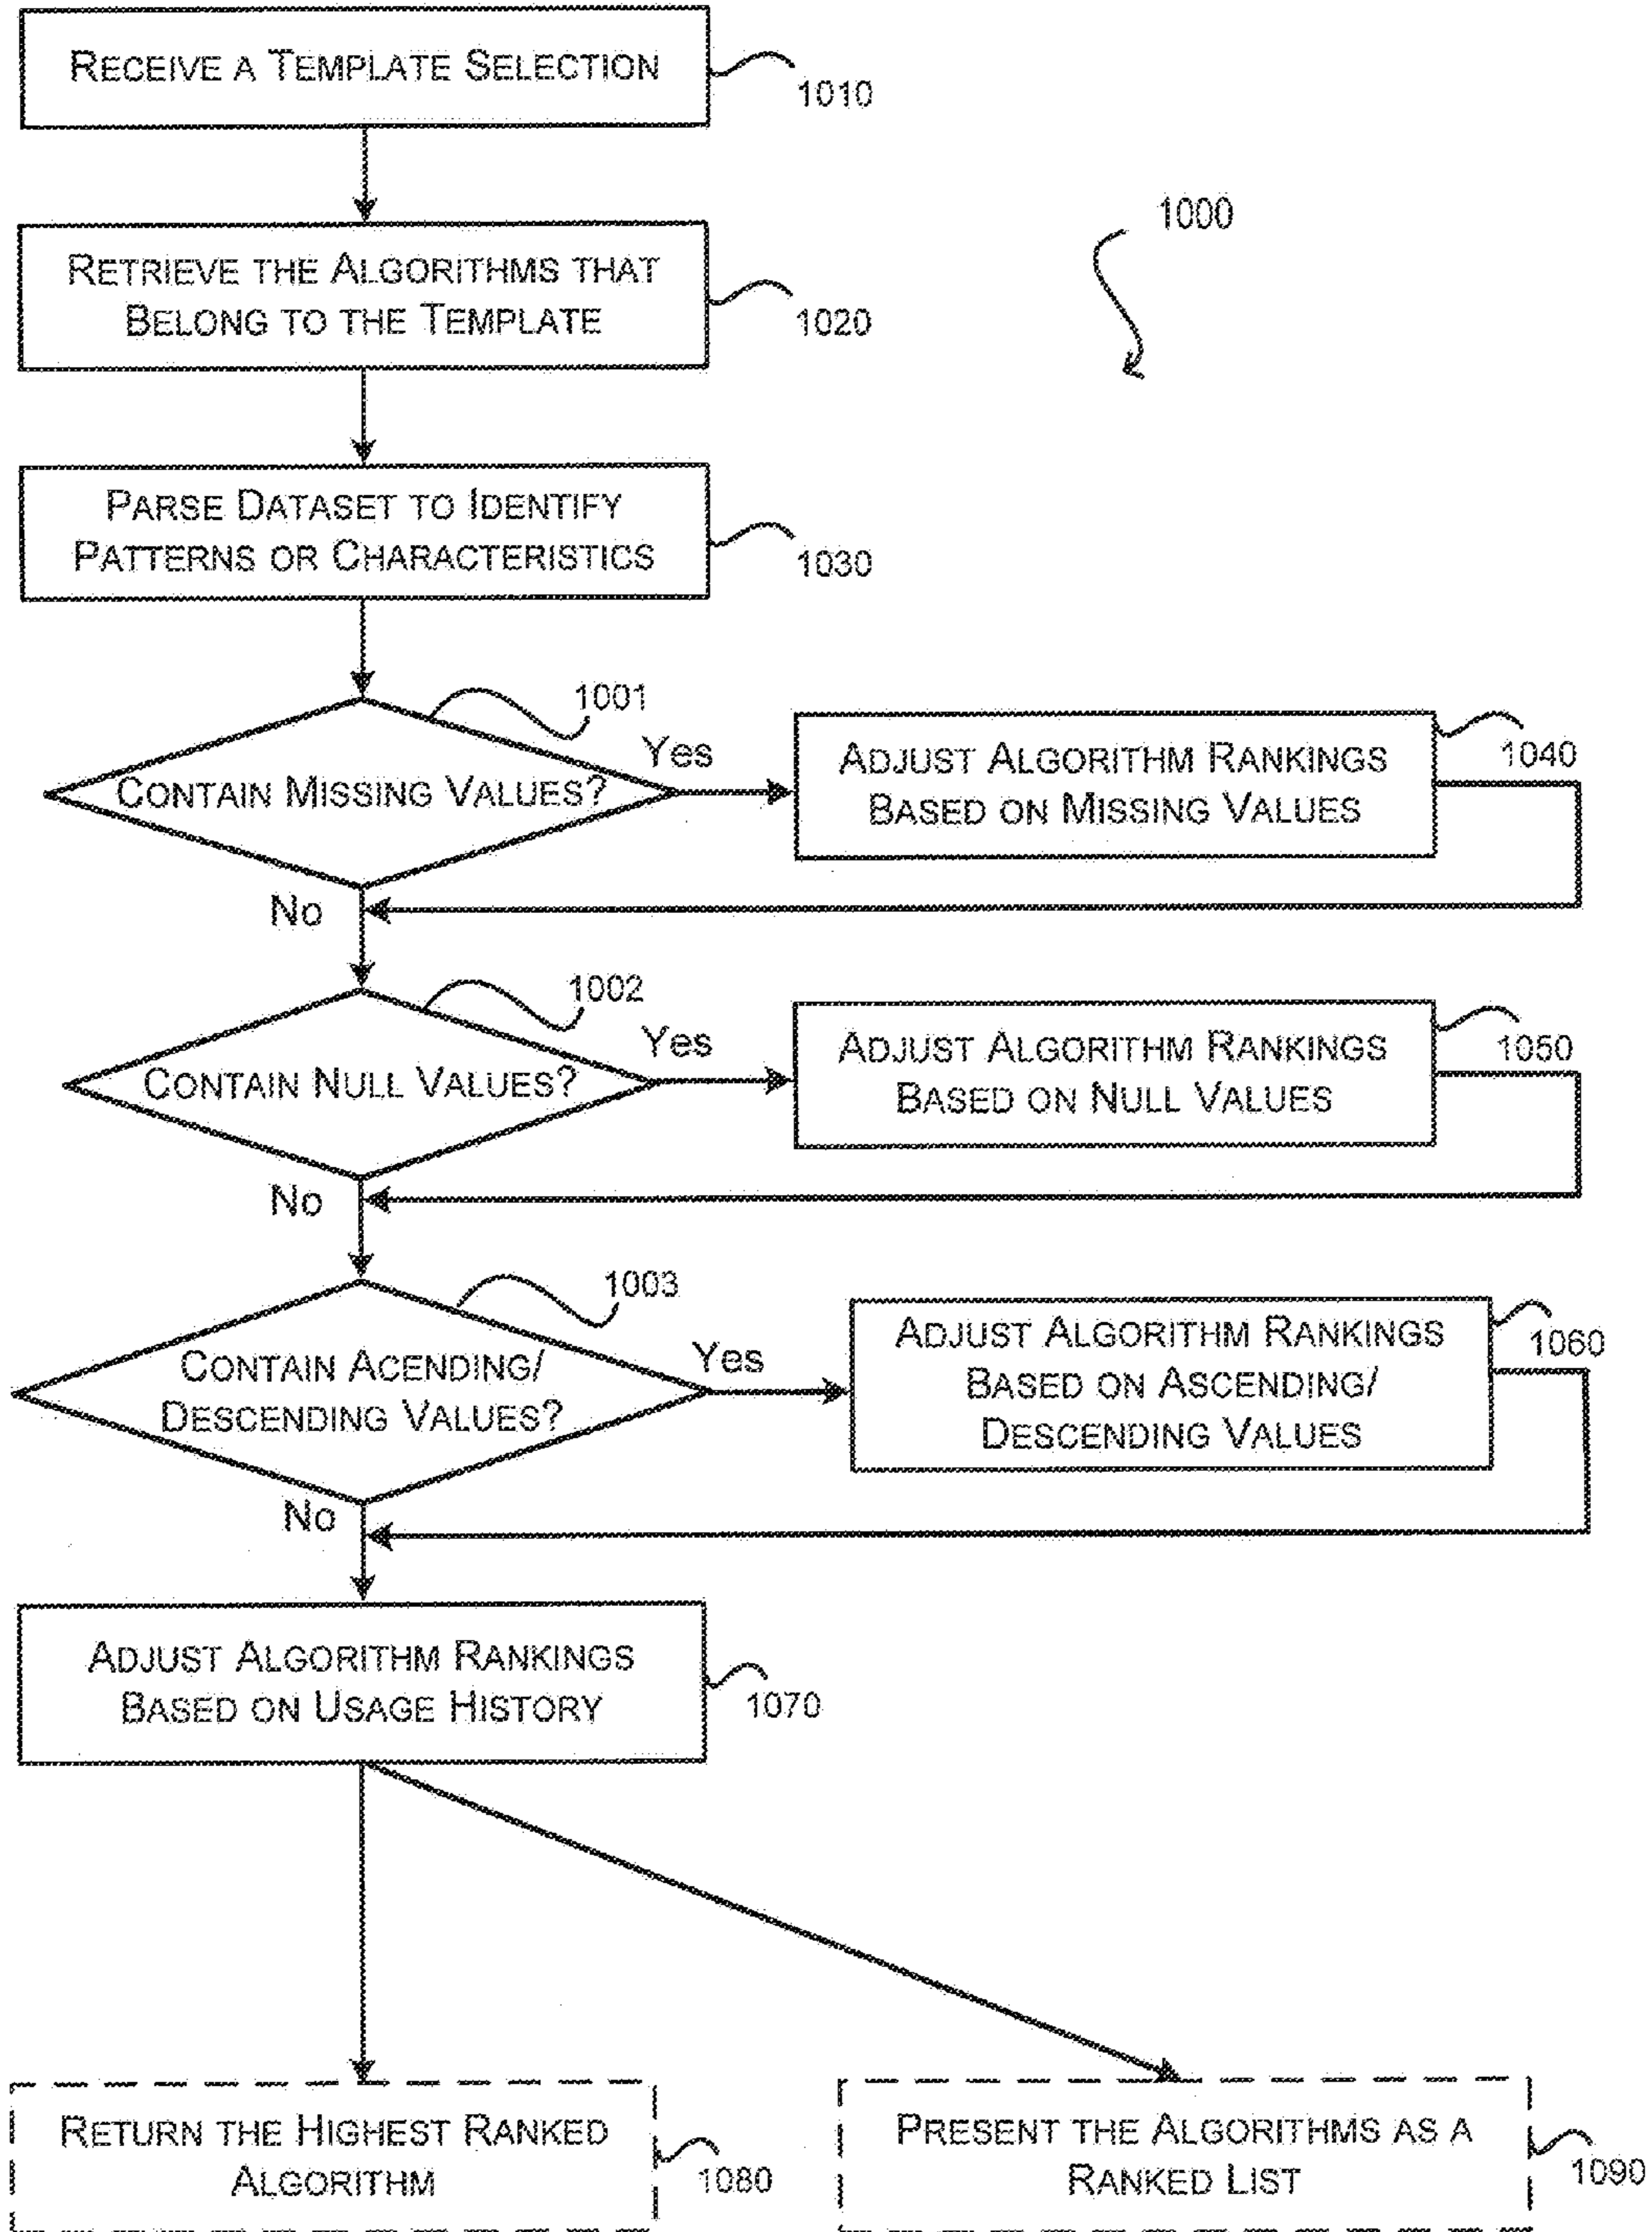 RECEIVE A TEMPLATE SELECTION
1010
1000
RETRIEVE THE ALGORITHMS THAT
BELONG TO THE TEMPLATE
1020
PARSE DATASET TO IDENTIFY
PATTERNS OR CHARACTERISTICS
1030
1001
CONTAIN MISSING VALUES?
Yes
ADJUST ALGORITHM RANKINGS
BASED ON MISSING VALUES
1040
No
1002
CONTAIN NULL VALUES?
Yes
ADJUST ALGORITHM RANKINGS
BASED ON NULL VALUES
1050
No
1003
CONTAIN ACENDING/
DESCENDING VALUES?
Yes
ADJUST ALGORITHM RANKINGS
BASED ON ASCENDING/
DESCENDING VALUES
1060
No
ADJUST ALGORITHM RANKINGS
BASED ON USAGE HISTORY
1070
RETURN THE HIGHEST RANKED
ALGORITHM
1080
PRESENT THE ALGORITHMS AS A
RANKED LIST
1090